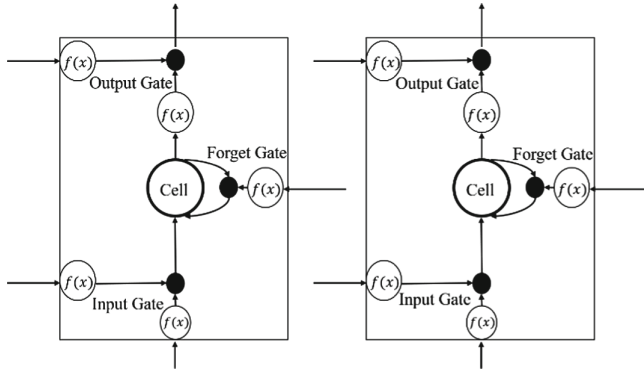 f(x)
Output Gate
f(x)
Forget Gate
Cell
f(x)
f(x)
Input Gate
f(x)
f(x)
Output Gate
f(x)
Forget Gate
Cell
f(x)
f(x)
Input Gate
f(x)